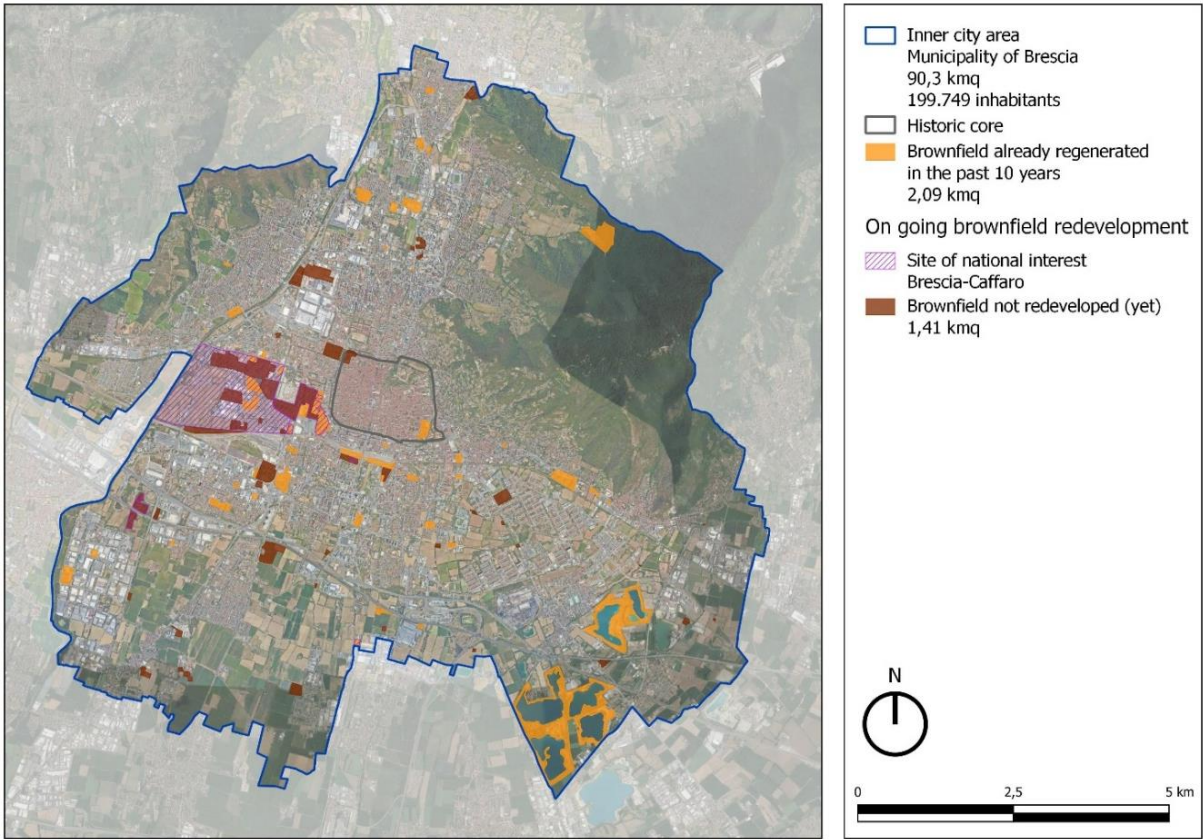 Inner city area
Municipality of Brescia
90,3 kmq
199.749 inhabitants
Historic core
Brownfield already regenerated
in the past 10 years
2,09 kmq
On going brownfield redevelopment
Site of national interest
Brescia-Caffaro
Brownfield not redeveloped (yet)
1,41 kmq
N
0 2,5 5 km